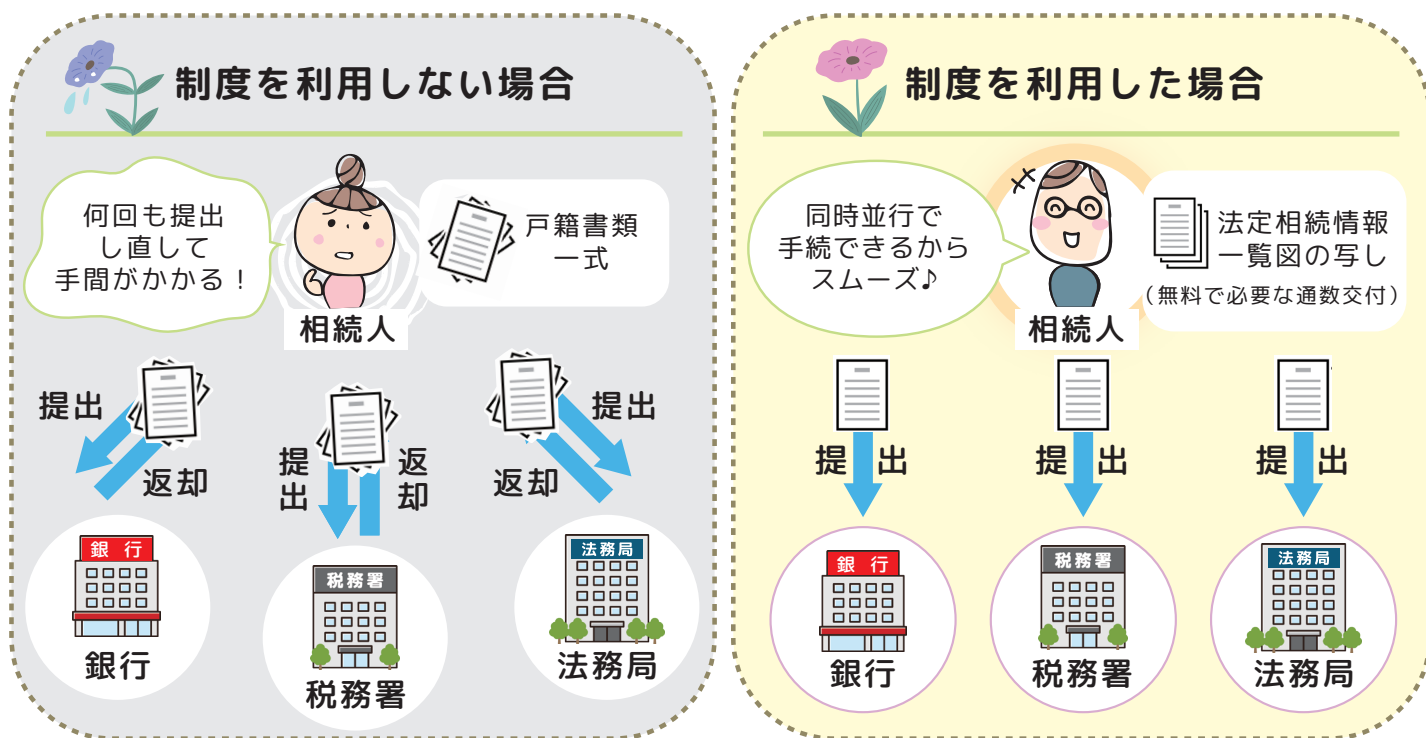 制度を利用しない場合
何回も提出
し直して
手間がかかる！
戸籍書類
一式
相続人
提出
返却
提出
返却
提出
返却
銀行
銀行
税務署
税務署
法務局
法務局
制度を利用した場合
同時並行で
手続できるから
スムーズ♪
法定相続情報
一覧図の写し
（無料で必要な通数交付）
相続人
提出
提出
提出
銀行
銀行
税務署
税務署
法務局
法務局